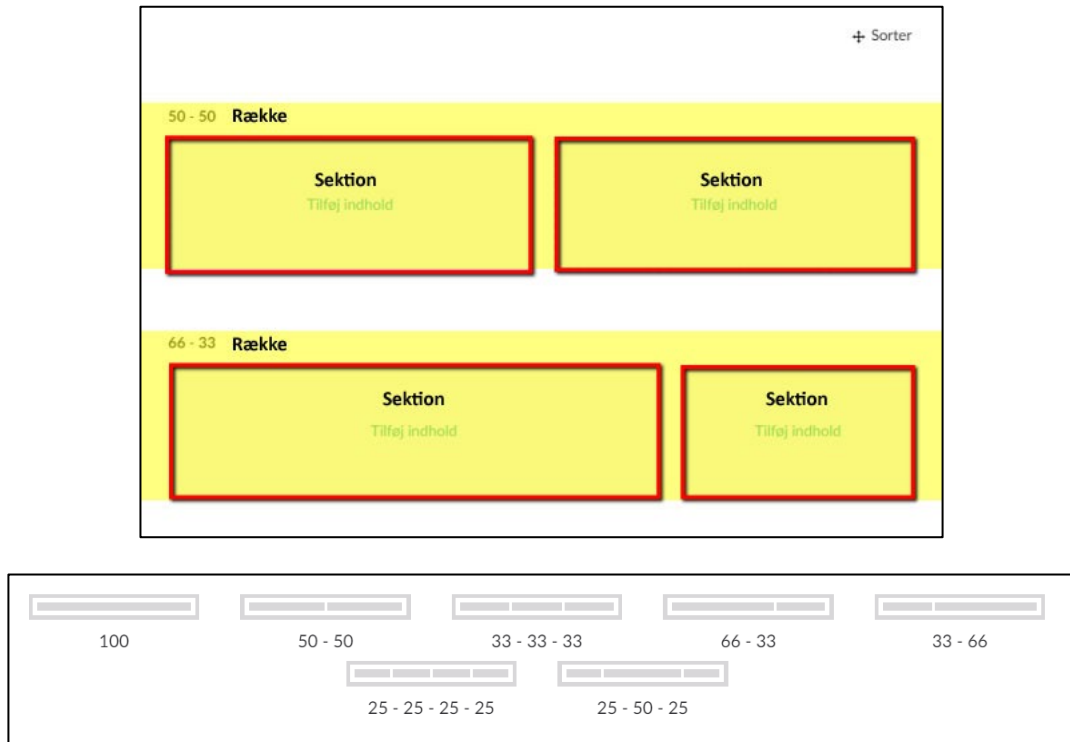 Sorter
50 - 50 Række
Sektion Sektion
Tilføj indhold Tilføj indhold
66 - 33 Række
Sektion Sektion
Tilføj indhold Tilføj indhold
100 50 - 50 33 - 33 - 33 66 - 33 33 - 66
25 - 25 - 25 - 25 25 - 50 - 25